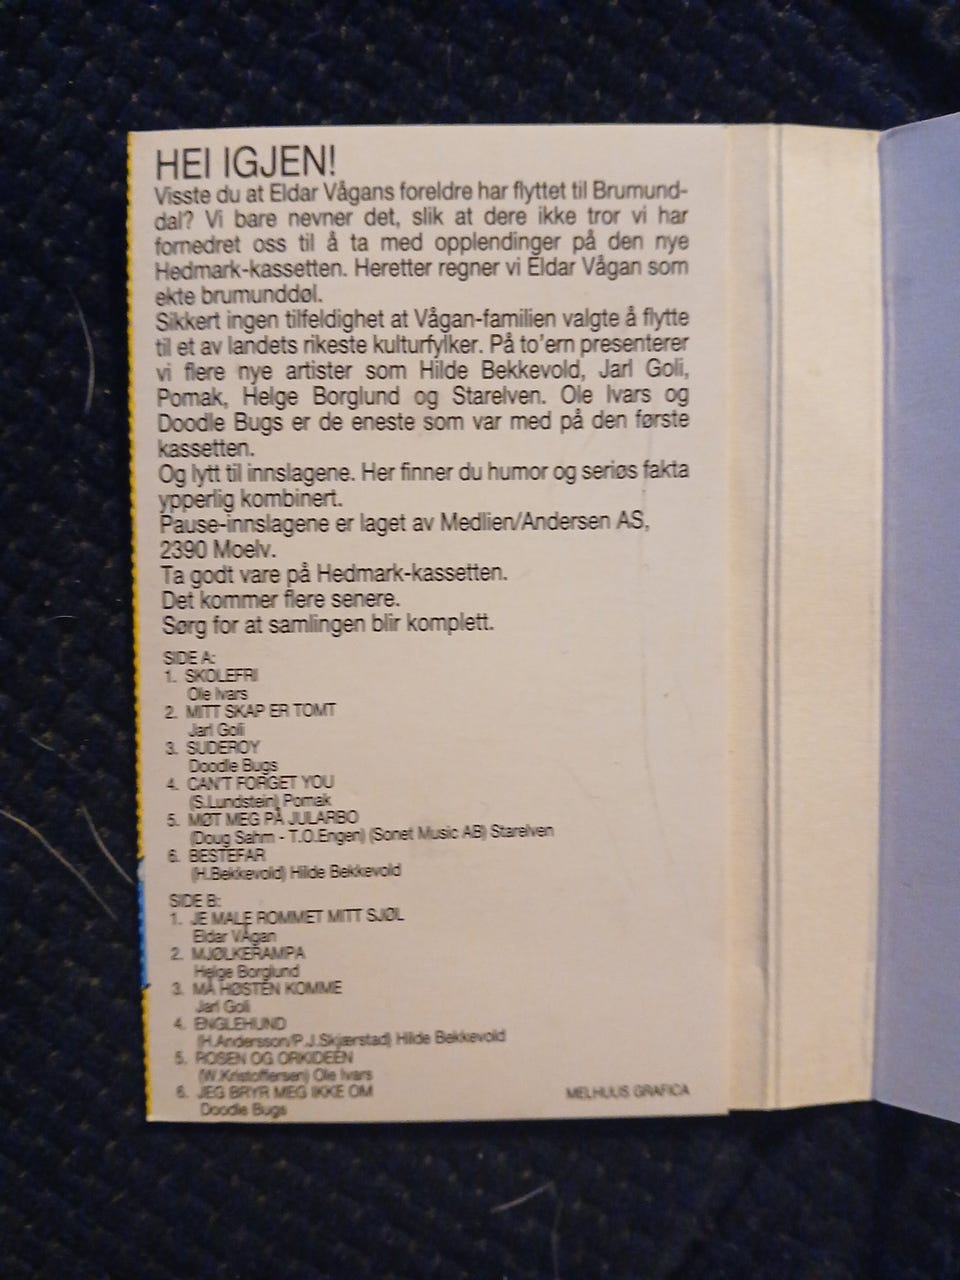 HEI IGJEN!
Visste du at Eldar Vågans foreldre har flyttet til Brumund-
dal? Vi bare nevner det, slik at dere ikke tror vi har
fornedret oss til å ta med opplendinger på den nye
Hedmark-kassetten. Heretter regner vi Eldar Vågan som
ekte brumunddøl.
Sikkert ingen tilfeldighet at Vågan-familien valgte å flytte
til et av landets rikeste kulturfylker. På to'ern presenterer
vi flere nye artister som Hilde Bekkevold, Jarl Goli,
Pomak, Helge Borglund og Starelven. Ole Ivars og
Doodle Bugs er de eneste som var med på den første
kassetten.
Og lytt til innslagene. Her finner du humor og seriøs fakta
ypperlig kombinert.
Pause-innslagene er laget av Medlien/Andersen AS,
2390 Moelv.
Ta godt vare på Hedmark-kassetten.
Det kommer flere senere.
Sørg for at samlingen blir komplett.
SIDE A:
1. SKOLEFRI
Ole Ivars
2. MITT SKAP ER TOMT
Jarl Goli
3. SUDEROY
Doodle Bugs
4. CAN'T FORGET YOU
(S.Lundstein) Pomak
5. MØT MEG PÅ JULARBO
(Doug Sahm - T.O.Engen) (Sonet Music AB) Starelven
6. BESTEFAR
(H.Bekkevold) Hilde Bekkevold
SIDE B:
1. JE MALE ROMMET MITT SJØL
Eldar Vågan
2. MJØLKERAMPA
Helge Borglund
3. MÅ HØSTEN KOMME
Jarl Goli
4. ENGLEHUND
(H.Andersson/P.J.Skjærstad) Hilde Bekkevold
5. ROSEN OG ORKIDEEN
(W.Kristoffersen) Ole Ivars
6. JEG BRYR MEG IKKE OM
Doodle Bugs
MELHUUS GRAFICA